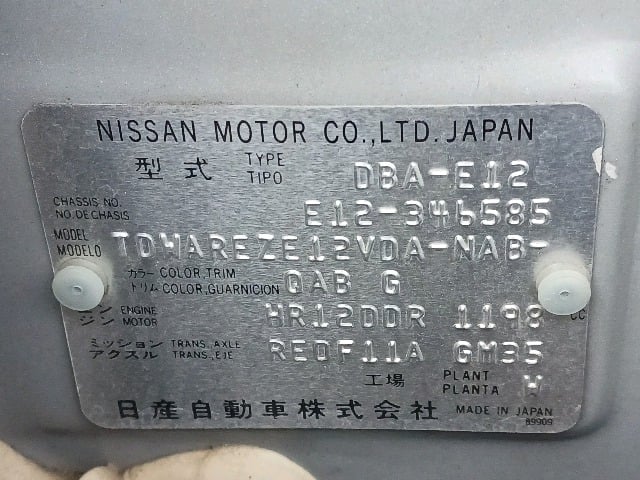 NISSAN MOTOR CO.,LTD. JAPAN
型式 TYPE TIPO DBA-E12
CHASSIS NO. NO.DECHASIS E12-346585
MODEL MODELO TDWAREZE12VDA-NAB-
カラー COLOR,TRIM トリム COLOR,GUARNICION QAB G
ン ENGINE ジン MOTOR HR12DDR 1198 CC
ミッション TRANS.,AXLE アクスル TRANS.,EJE RE0F11A GM35
工場 PLANT PLANTA W
日産自動車株式会社 MADE IN JAPAN
89909